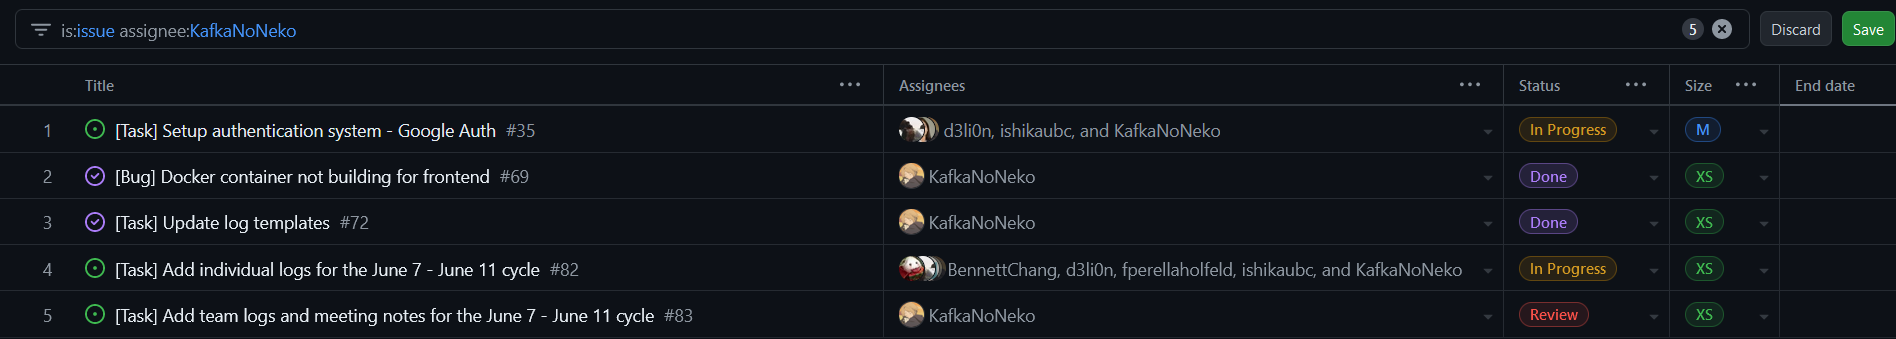 is:issue assignee:KafkaNoNeko 5 Discard Save
Title Assignees Status Size End date
1 [Task] Setup authentication system - Google Auth #35 d3li0n, ishikaubc, and KafkaNoNeko In Progress M
2 [Bug] Docker container not building for frontend #69 KafkaNoNeko Done XS
3 [Task] Update log templates #72 KafkaNoNeko Done XS
4 [Task] Add individual logs for the June 7 - June 11 cycle #82 BennettChang, d3li0n, fperellaholfeld, ishikaubc, and KafkaNoNeko In Progress XS
5 [Task] Add team logs and meeting notes for the June 7 - June 11 cycle #83 KafkaNoNeko Review XS